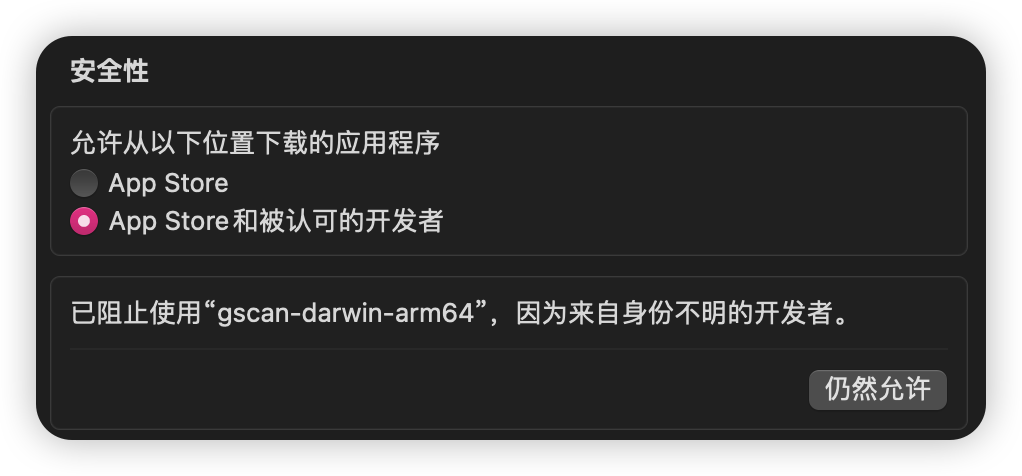 安全性
允许从以下位置下载的应用程序
App Store
App Store和被认可的开发者
已阻止使用“gscan-darwin-arm64”，因为来自身份不明的开发者。
仍然允许